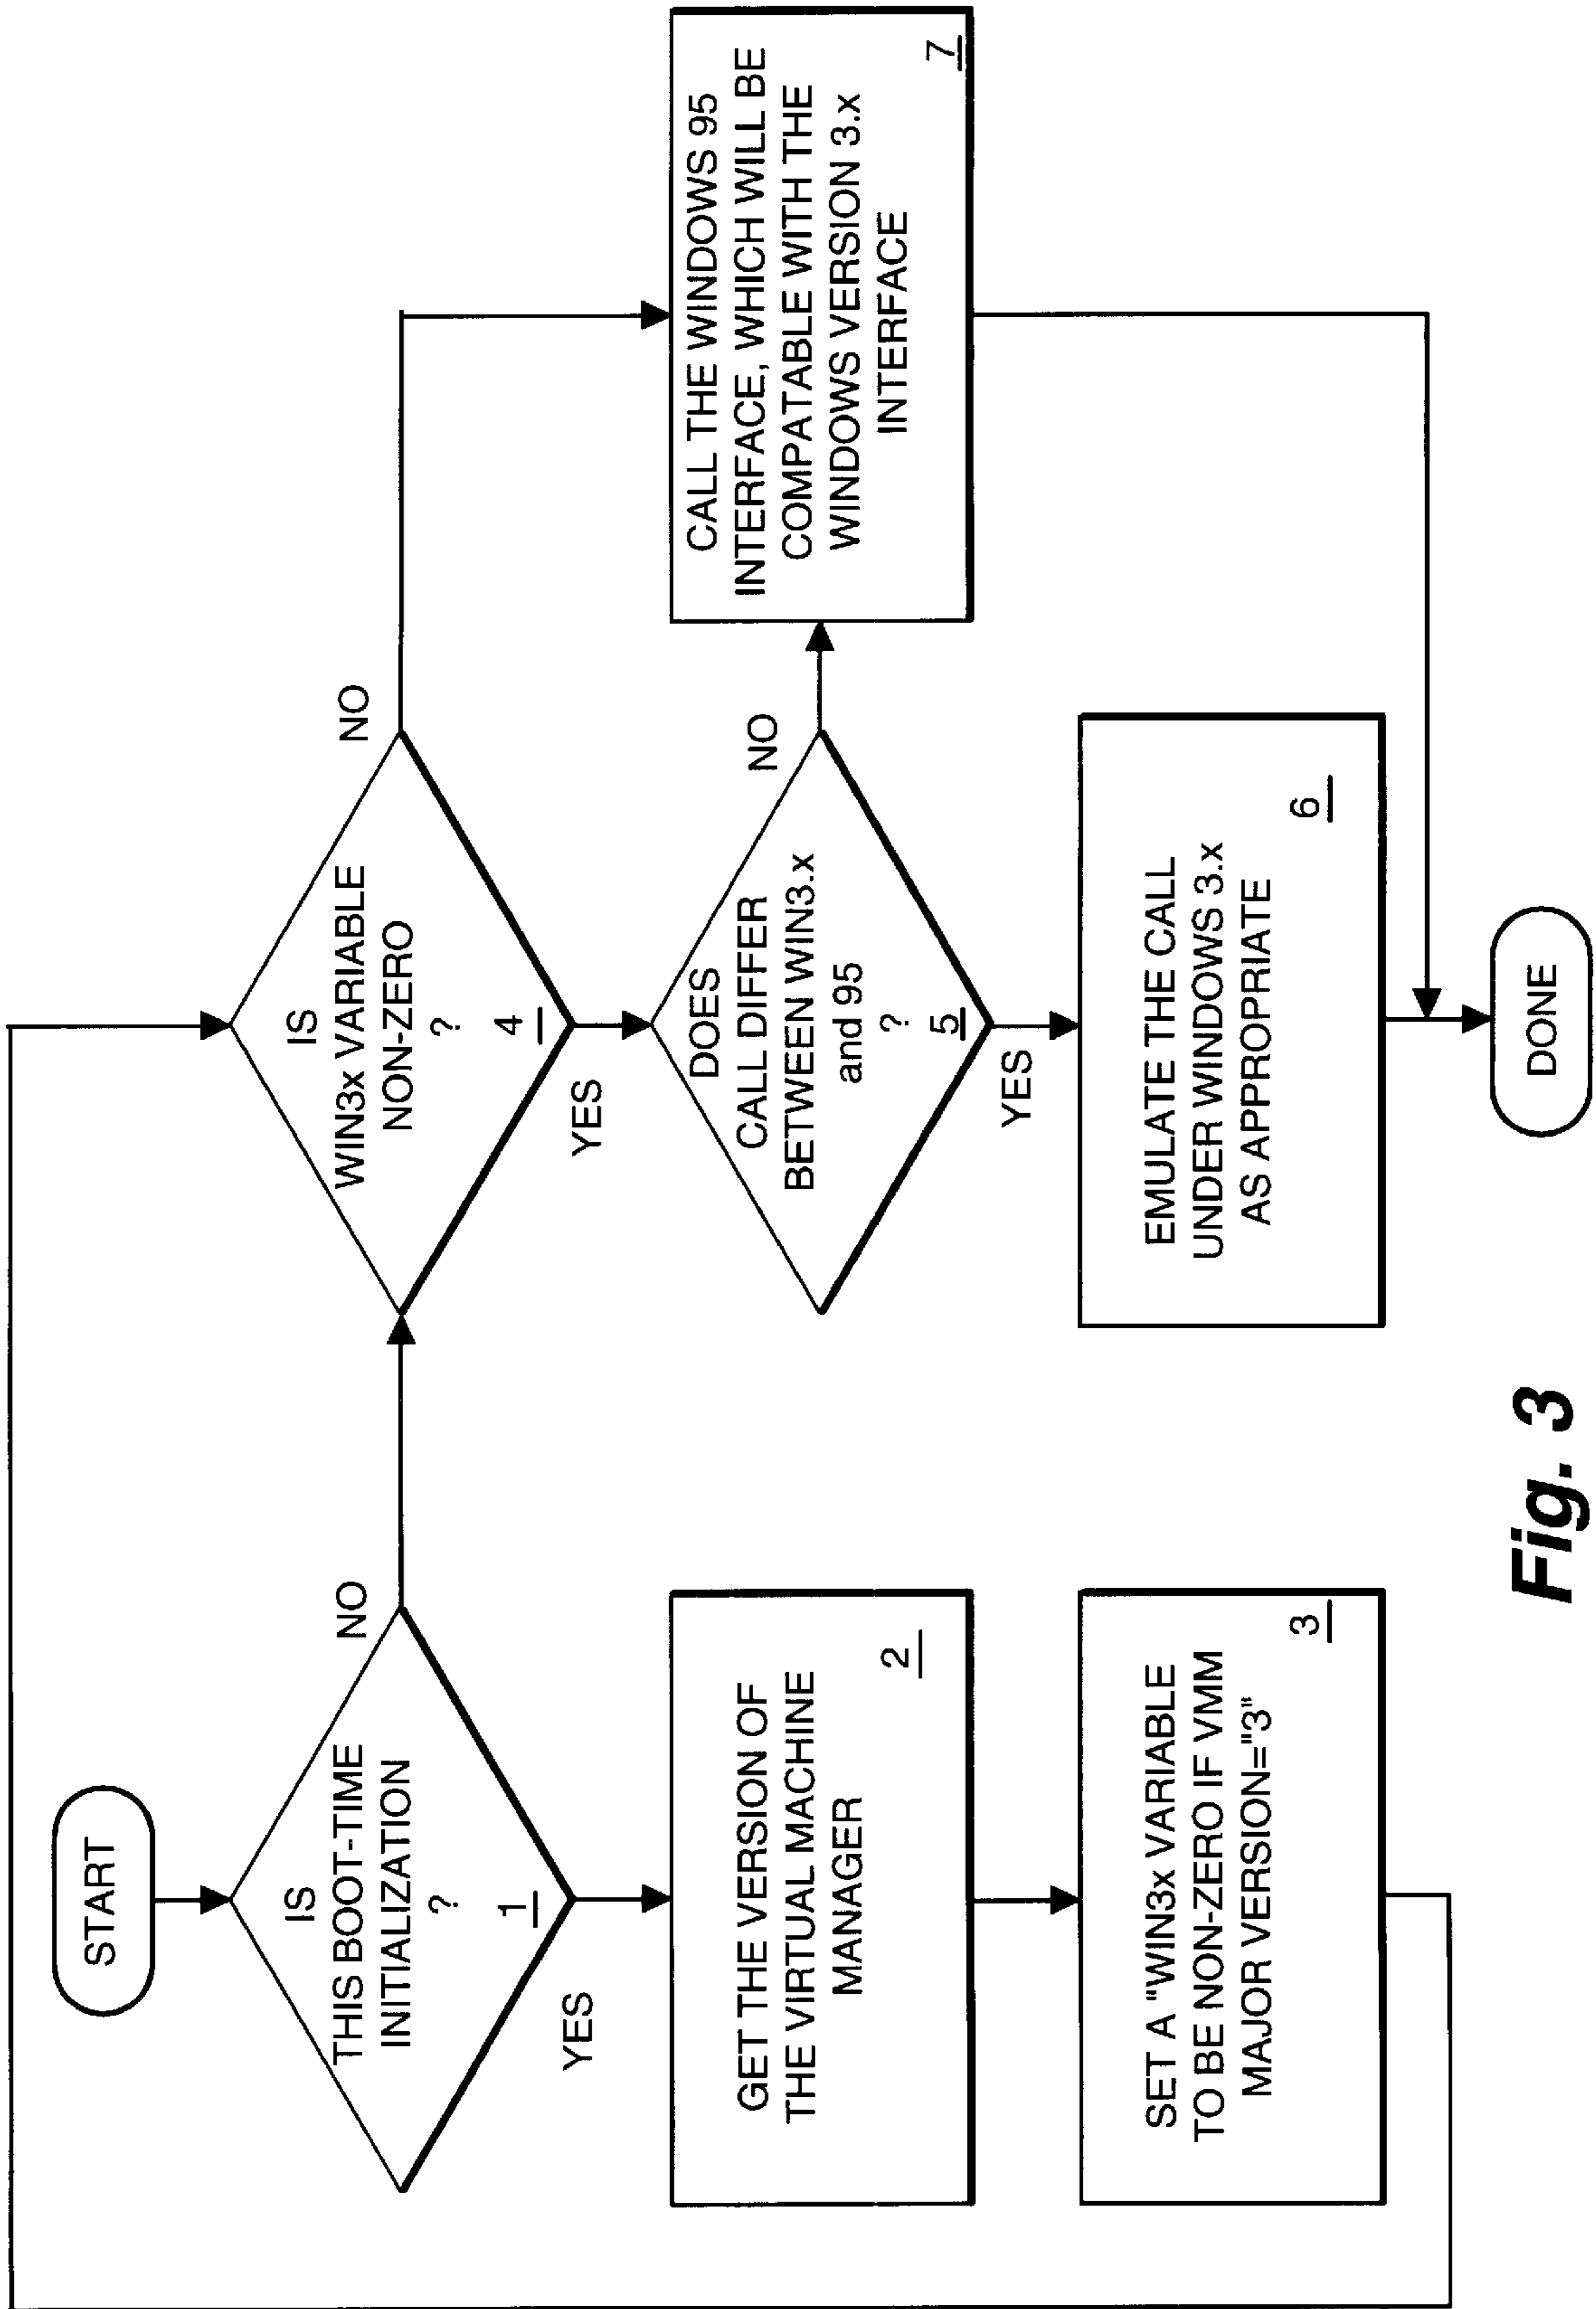 START
IS
THIS BOOT-TIME
INITIALIZATION
?
1
NO
YES
GET THE VERSION OF
THE VIRTUAL MACHINE
MANAGER
2
SET A "WIN3x VARIABLE
TO BE NON-ZERO IF VMM
MAJOR VERSION="3"
3
IS
WIN3x VARIABLE
NON-ZERO
?
4
NO
YES
DOES
CALL DIFFER
BETWEEN WIN3.x
and 95
?
5
NO
YES
EMULATE THE CALL
UNDER WINDOWS 3.x
AS APPROPRIATE
6
CALL THE WINDOWS 95
INTERFACE, WHICH WILL BE
COMPATABLE WITH THE
WINDOWS VERSION 3.x
INTERFACE
7
DONE
Fig. 3